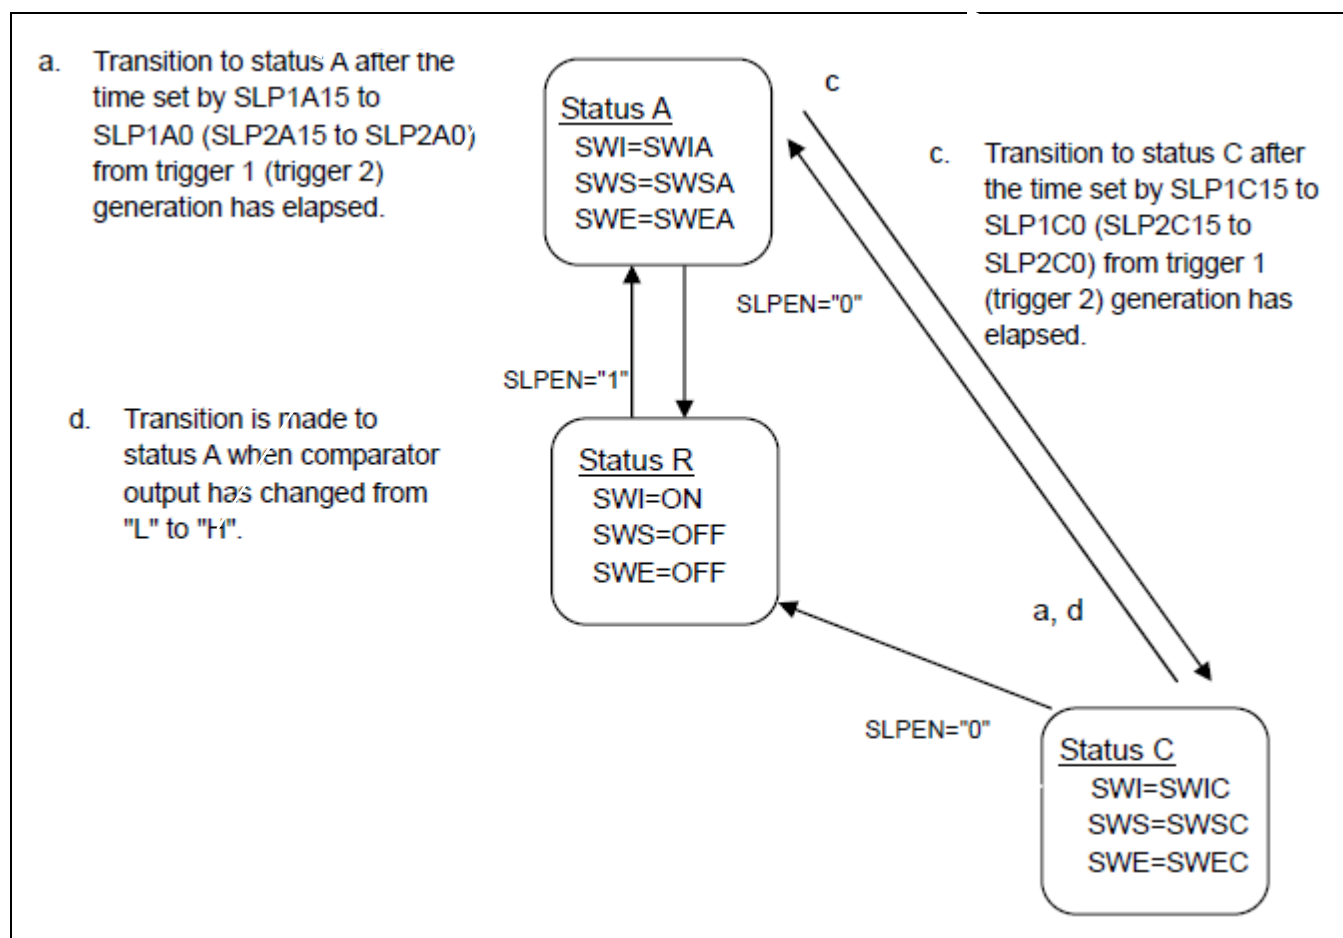 a. Transition to status A after the
time set by SLP1A15 to
SLP1A0 (SLP2A15 to SLP2A0)
from trigger 1 (trigger 2)
generation has elapsed.
Status A
SWI=SWIA
SWS=SWSA
SWE=SWEA
c
c. Transition to status C after
the time set by SLP1C15 to
SLP1C0 (SLP2C15 to
SLP2C0) from trigger 1
(trigger 2) generation has
elapsed.
SLPEN="0"
SLPEN="1"
d. Transition is made to
status A when comparator
output has changed from
"L" to "H".
Status R
SWI=ON
SWS=OFF
SWE=OFF
a, d
SLPEN="0"
Status C
SWI=SWIC
SWS=SWSC
SWE=SWEC